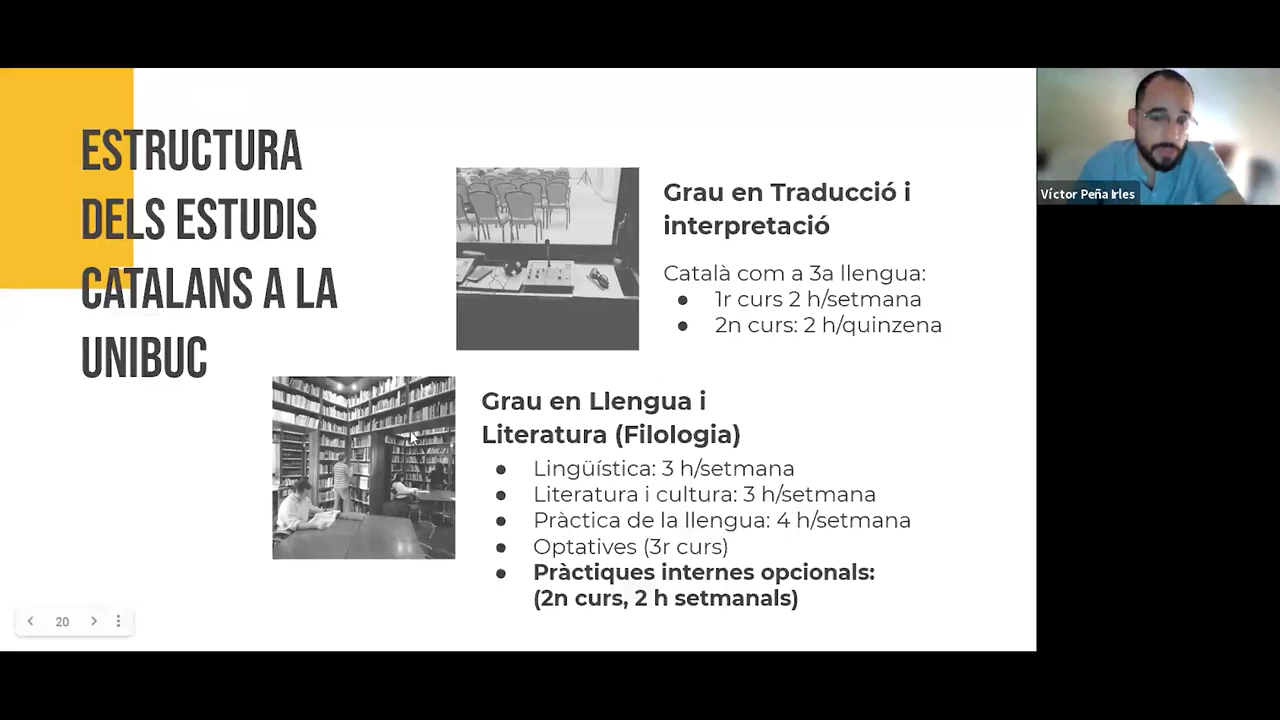 ESTRUCTURA
DELS ESTUDIS
CATALANS A LA
UNIBUC
Grau en Traducció i
interpretació
Català com a 3a llengua:
● 1r curs 2 h/setmana
● 2n curs: 2 h/quinzena
Grau en Llengua i
Literatura (Filologia)
● Lingüística: 3 h/setmana
● Literatura i cultura: 3 h/setmana
● Pràctica de la llengua: 4 h/setmana
● Optatives (3r curs)
● Pràctiques internes opcionals:
(2n curs, 2 h setmanals)
20
Víctor Peña Irles